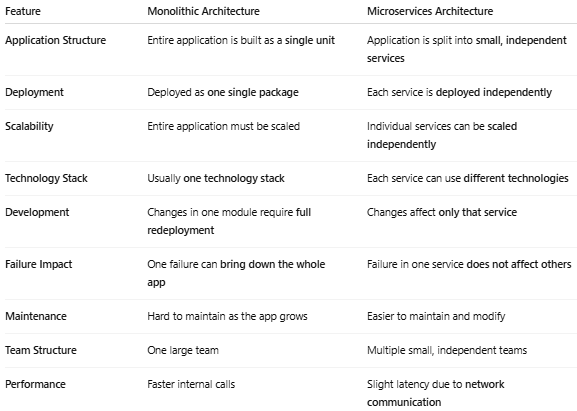 Feature Monolithic Architecture Microservices Architecture
Application Structure Entire application is built as a single unit Application is split into small, independent
services
Deployment Deployed as one single package Each service is deployed independently
Scalability Entire application must be scaled Individual services can be scaled
independently
Technology Stack Usually one technology stack Each service can use different technologies
Development Changes in one module require full Changes affect only that service
redeployment
Failure Impact One failure can bring down the whole Failure in one service does not affect others
app
Maintenance Hard to maintain as the app grows Easier to maintain and modify
Team Structure One large team Multiple small, independent teams
Performance Faster internal calls Slight latency due to network
communication